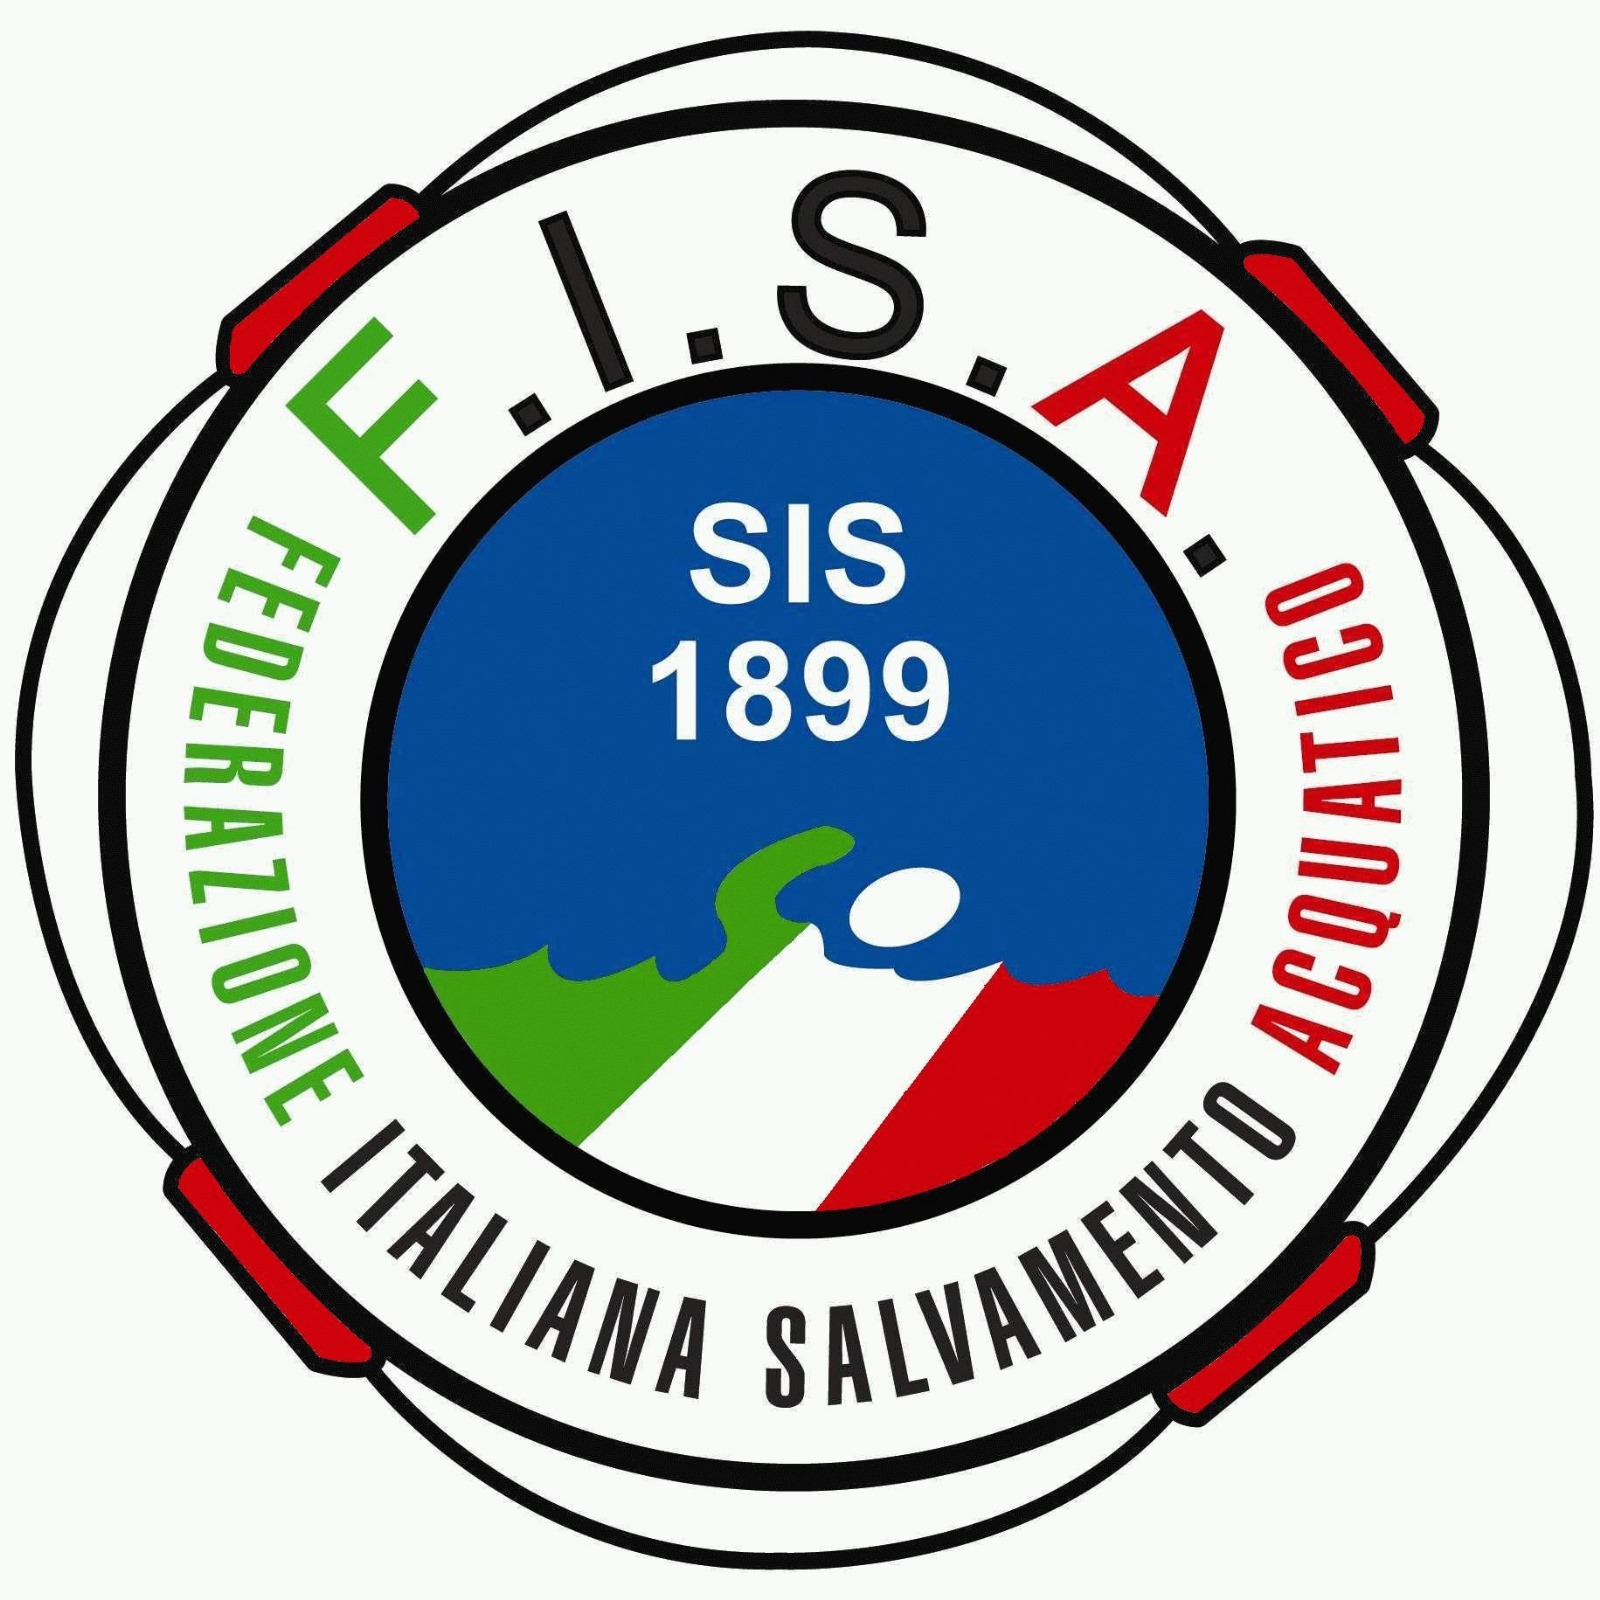 F.I.S.A.
SIS
1899
FEDERAZIONE ITALIANA SALVAMENTO ACQUATICO